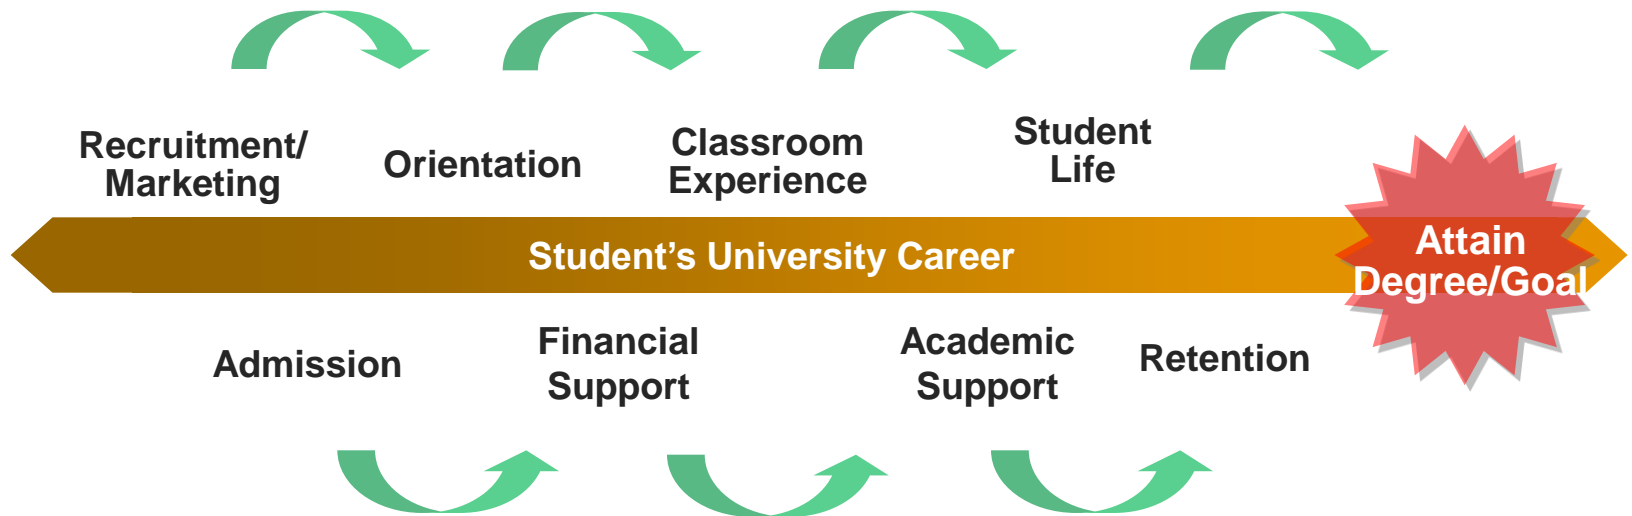 Recruitment/
Marketing
Orientation
Classroom
Experience
Student
Life
Student’s University Career
Attain
Degree/Goal
Admission
Financial
Support
Academic
Support
Retention